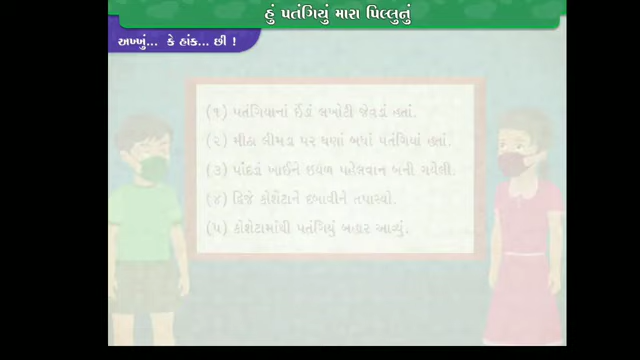 હું પતંગિયું મારા પિલ્લુનું
અખ્ખું... કે હાંક... છી !
(૧) પતંગિયાનાં ઈંડાં લખોટી જેવડાં હતાં.
(૨) મીઠા લીમડા પર ઘણાં બધાં પતંગિયાં હતાં.
(૩) પાંદડાં ખાઈને ઇયળ પહેલવાન બની ગયેલી.
(૪) દ્વિજે કોશેટાને દબાવીને તપાસ્યો.
(૫) કોશેટામાંથી પતંગિયું બહાર આવ્યું.